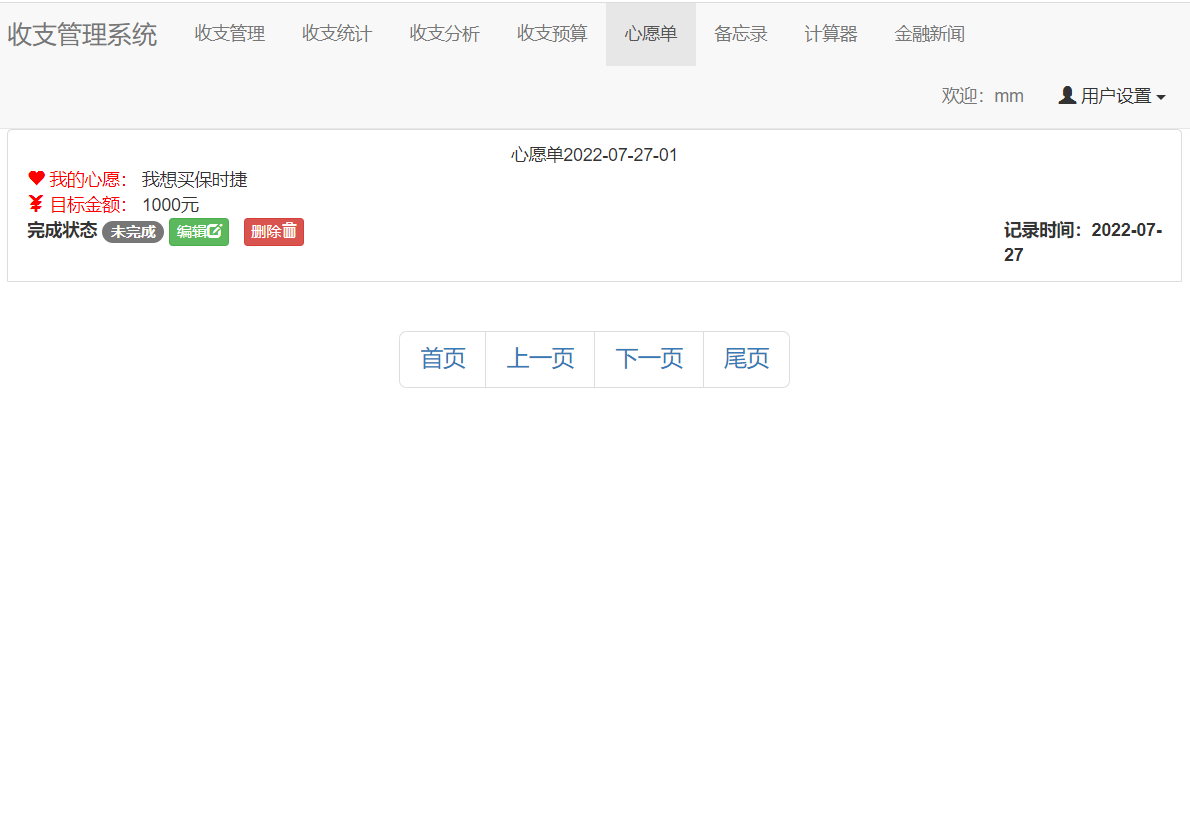 收支管理系统 收支管理 收支统计 收支分析 收支预算 心愿单 备忘录 计算器 金融新闻
欢迎：mm 用户设置
心愿单2022-07-27-01
我的心愿： 我想买保时捷
目标金额： 1000元
完成状态 未完成 编辑 删除 记录时间：2022-07-
27
首页 上一页 下一页 尾页